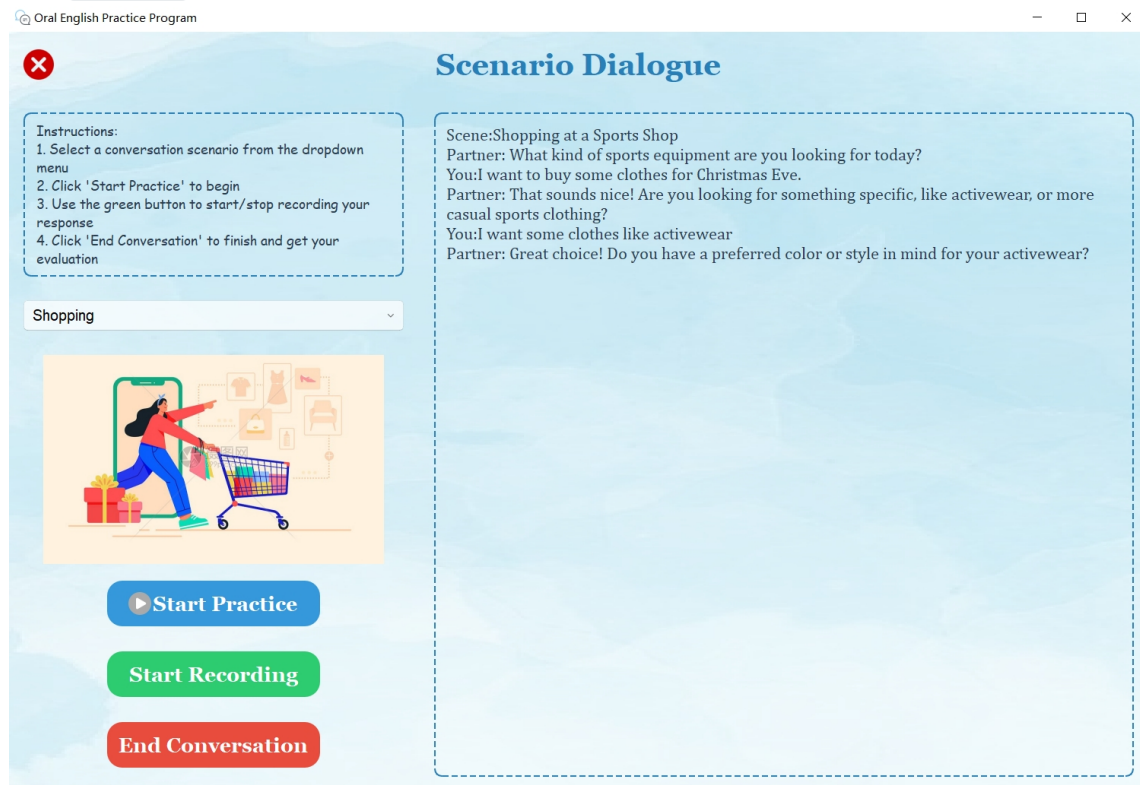 Oral English Practice Program
Scenario Dialogue
Instructions:
1. Select a conversation scenario from the dropdown
menu
2. Click 'Start Practice' to begin
3. Use the green button to start/stop recording your
response
4. Click 'End Conversation' to finish and get your
evaluation
Shopping
Start Practice
Start Recording
End Conversation
Scene:Shopping at a Sports Shop
Partner: What kind of sports equipment are you looking for today?
You:I want to buy some clothes for Christmas Eve.
Partner: That sounds nice! Are you looking for something specific, like activewear, or more
casual sports clothing?
You:I want some clothes like activewear
Partner: Great choice! Do you have a preferred color or style in mind for your activewear?